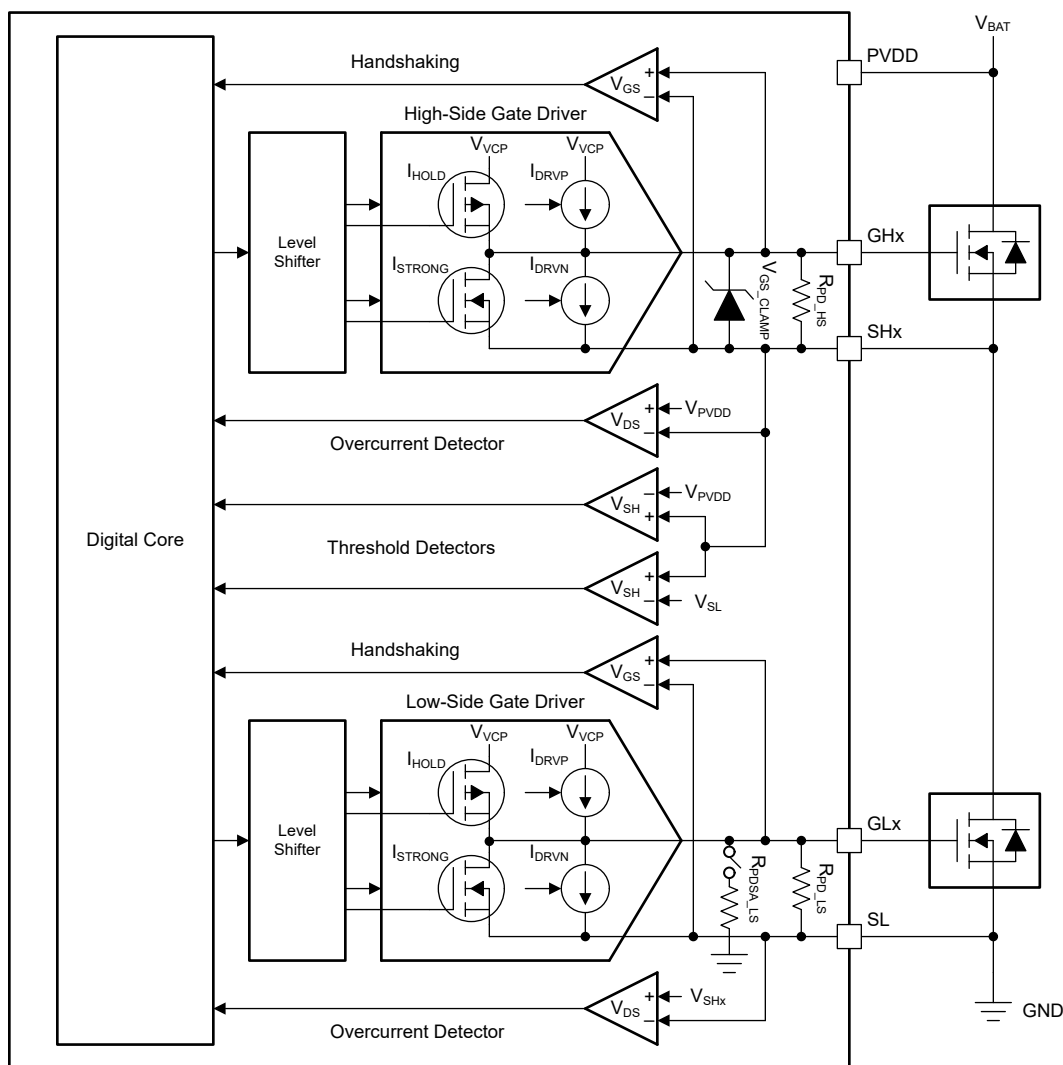 V_BAT
PVDD
Handshaking
V_GS
+
–
High-Side Gate Driver
V_VCP
V_VCP
I_HOLD
I_DRVP
Level
Shifter
I_STRONG
I_DRVN
V_GS_CLAMP
R_PD_HS
GHx
SHx
V_DS
+
–
V_PVDD
Overcurrent Detector
V_SH
–
+
V_PVDD
Digital Core
Threshold Detectors
V_SH
+
–
V_SL
Handshaking
V_GS
+
–
Low-Side Gate Driver
V_VCP
V_VCP
I_HOLD
I_DRVP
Level
Shifter
I_STRONG
I_DRVN
R_PDSA_LS
R_PD_LS
GLx
SL
V_DS
+
–
V_SHx
Overcurrent Detector
GND